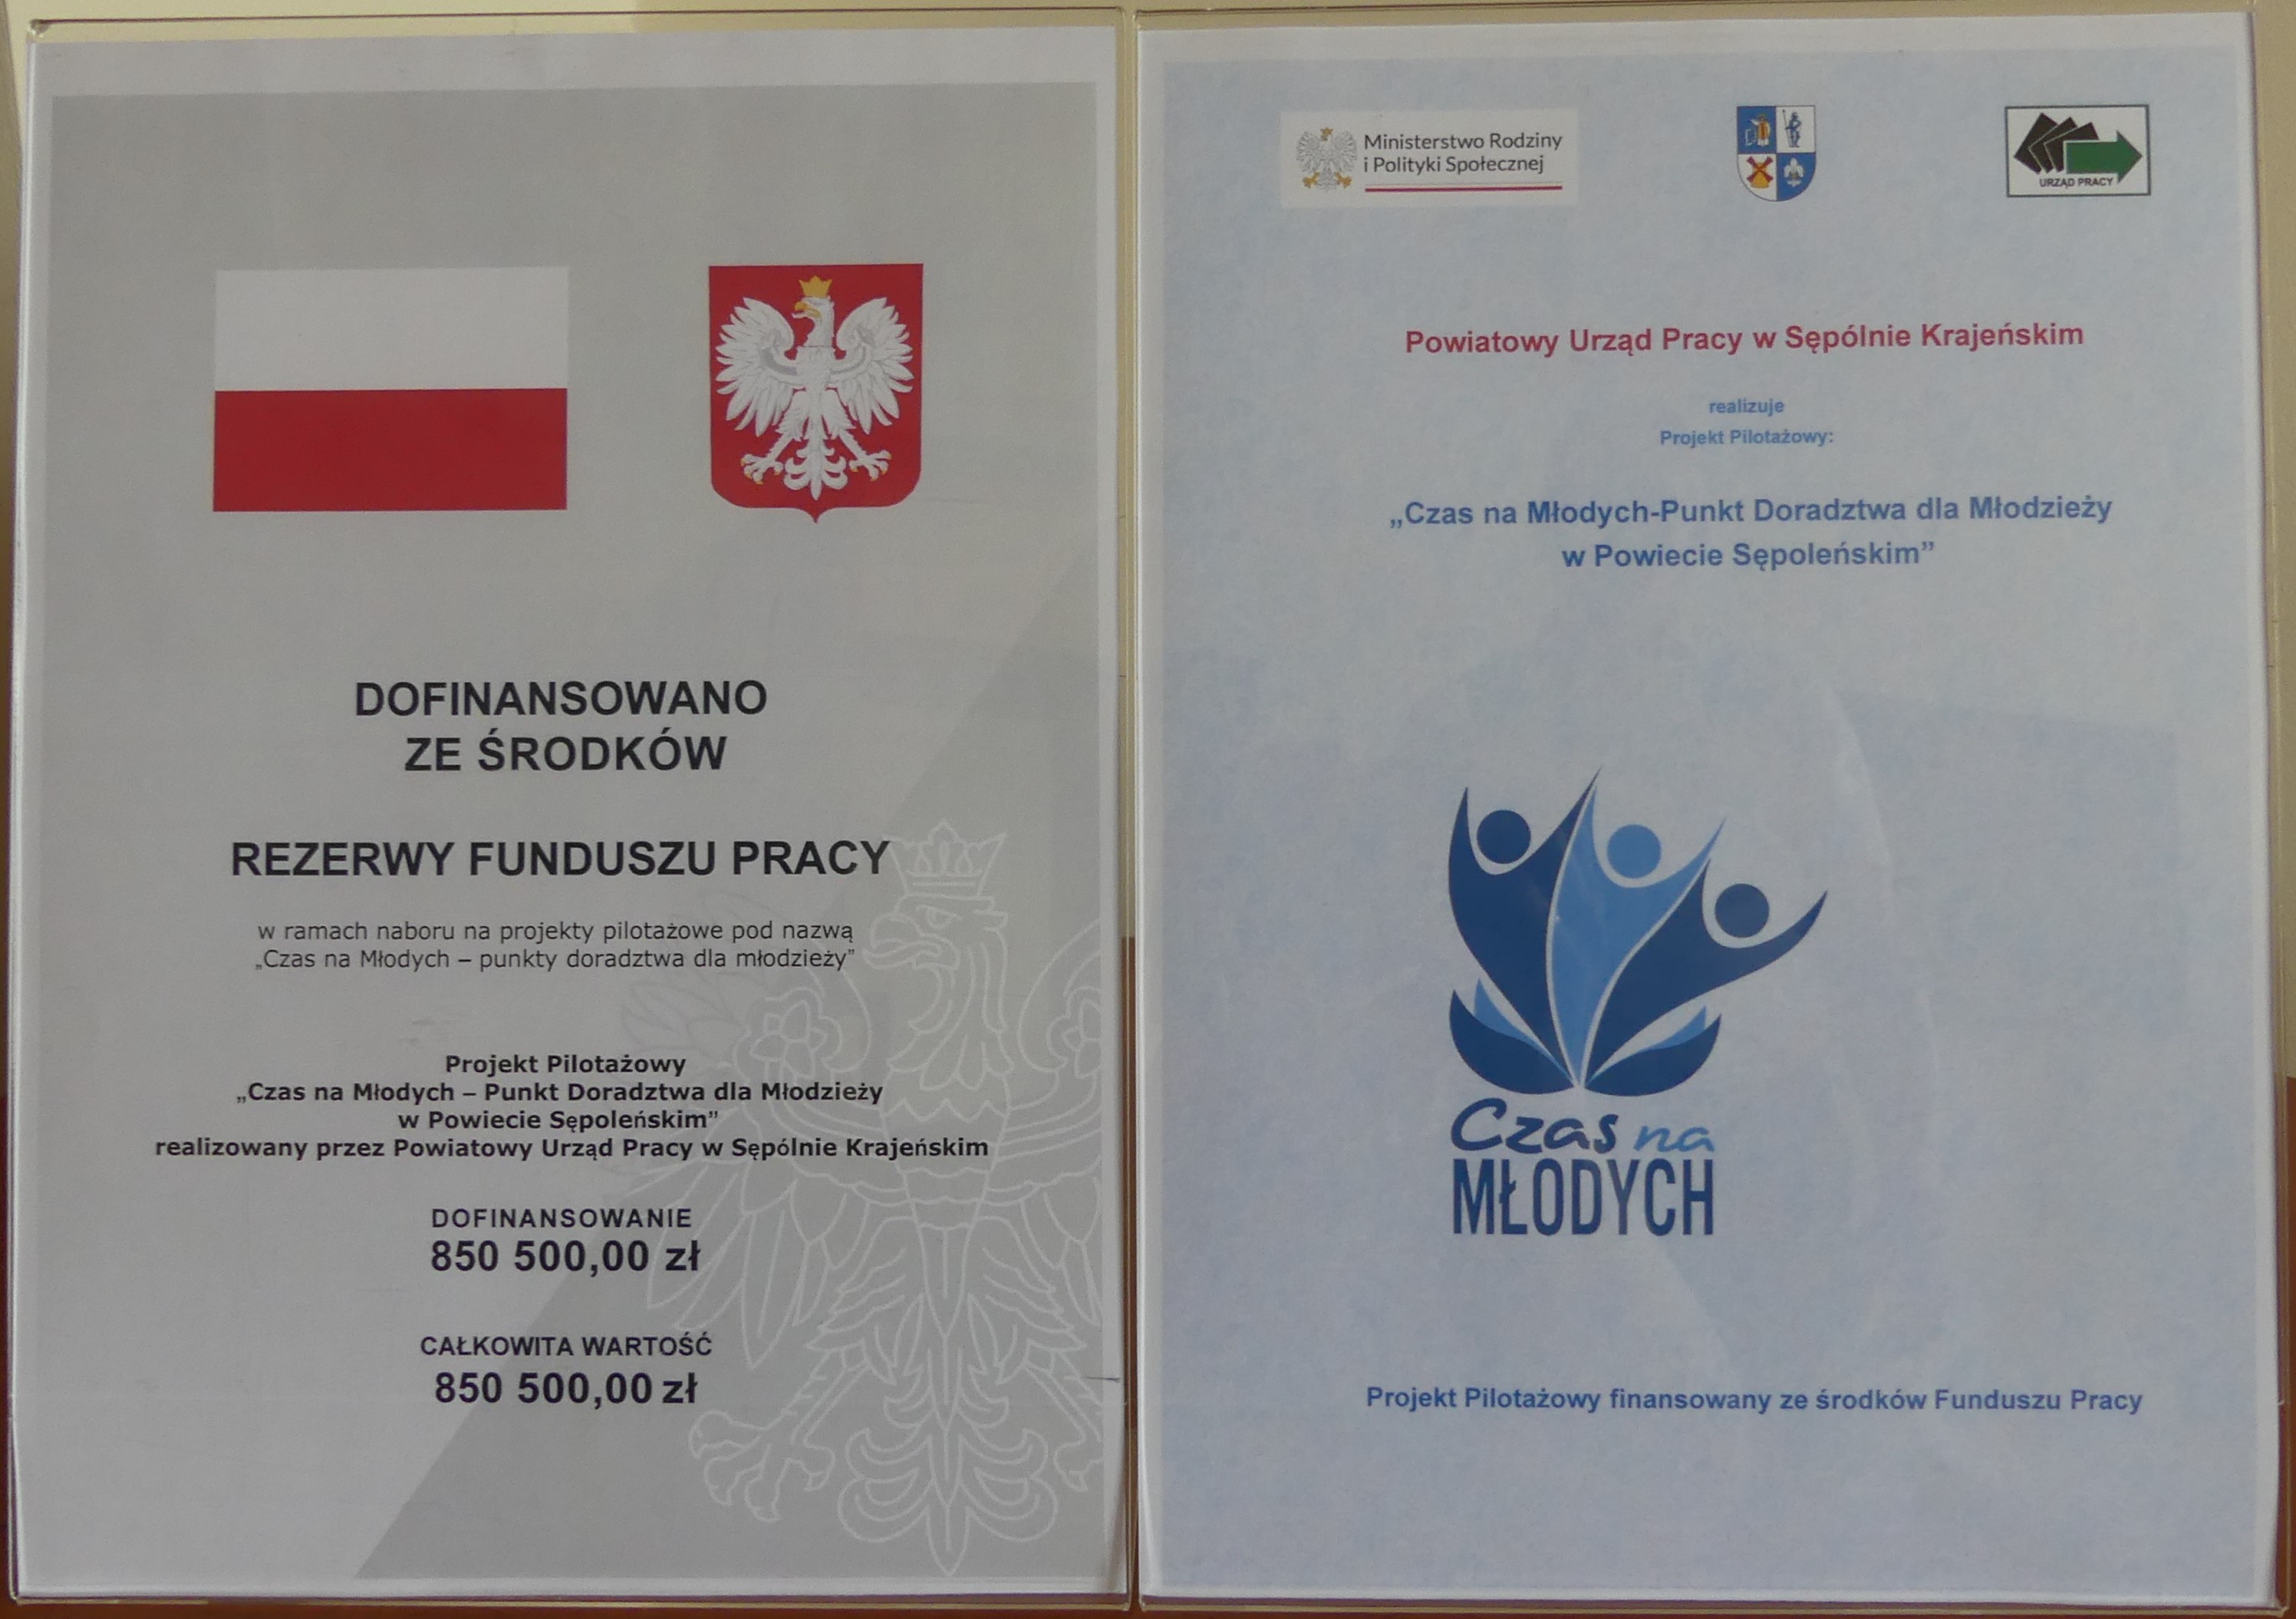 DOFINANSOWANO
ZE ŚRODKÓW
REZERWY FUNDUSZU PRACY
w ramach naboru na projekty pilotażowe pod nazwą
„Czas na Młodych – punkty doradztwa dla młodzieży”
Projekt Pilotażowy
„Czas na Młodych – Punkt Doradztwa dla Młodzieży
w Powiecie Sępoleńskim”
realizowany przez Powiatowy Urząd Pracy w Sępólnie Krajeńskim
DOFINANSOWANIE
850 500,00 zł
CAŁKOWITA WARTOŚĆ
850 500,00 zł
Ministerstwo Rodziny
i Polityki Społecznej
URZĄD PRACY
Powiatowy Urząd Pracy w Sępólnie Krajeńskim
realizuje
Projekt Pilotażowy:
„Czas na Młodych-Punkt Doradztwa dla Młodzieży
w Powiecie Sępoleńskim”
Czas na
MŁODYCH
Projekt Pilotażowy finansowany ze środków Funduszu Pracy